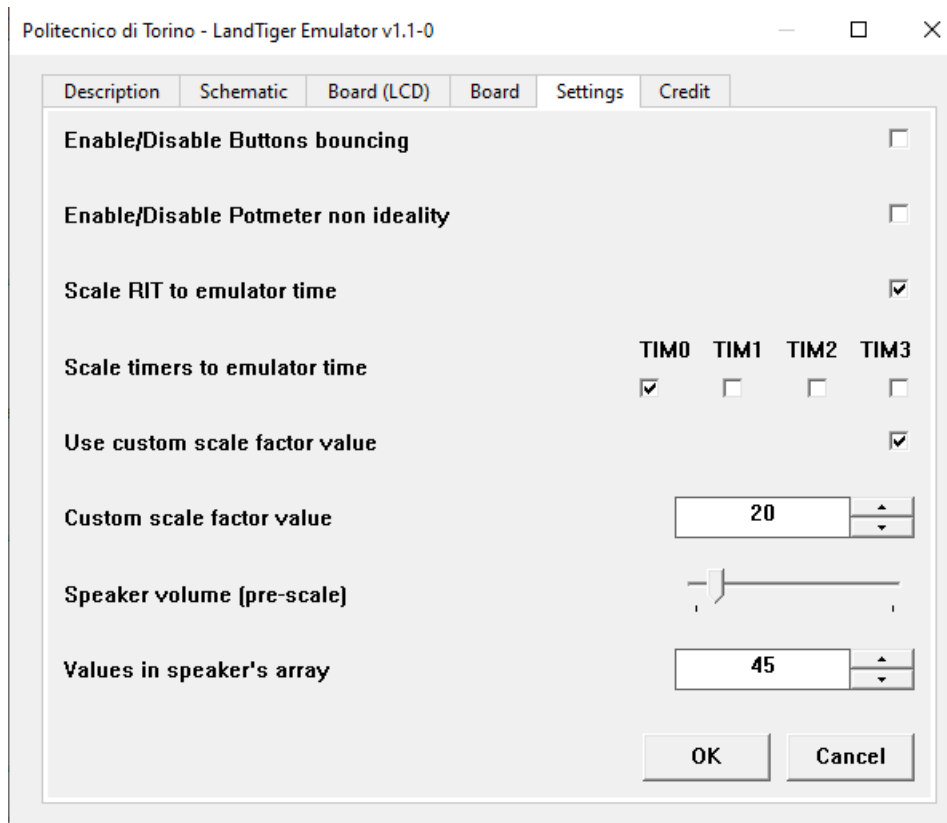 Politecnico di Torino - LandTiger Emulator v1.1-0
Description Schematic Board (LCD) Board Settings Credit
Enable/Disable Buttons bouncing
Enable/Disable Potmeter non ideality
Scale RIT to emulator time
TIM0 TIM1 TIM2 TIM3
Scale timers to emulator time
Use custom scale factor value
Custom scale factor value 20
Speaker volume (pre-scale)
Values in speaker's array 45
OK Cancel